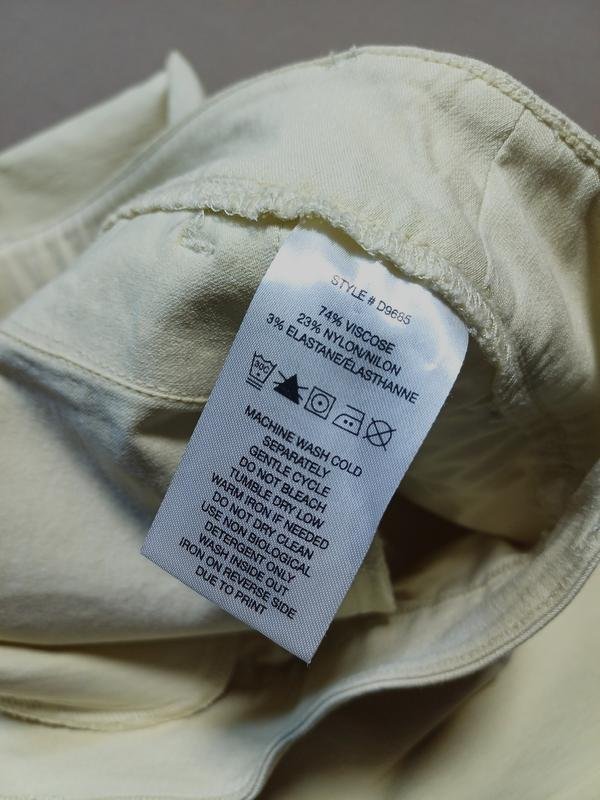 STYLE # D9685
74% VISCOSE
23% NYLON/NILON
3% ELASTANE/ELASTHANNE
30C
MACHINE WASH COLD
SEPARATELY
GENTLE CYCLE
DO NOT BLEACH
TUMBLE DRY LOW
WARM IRON IF NEEDED
DO NOT DRY CLEAN
USE NON BIOLOGICAL
DETERGENT ONLY
WASH INSIDE OUT
IRON ON REVERSE SIDE
DUE TO PRINT